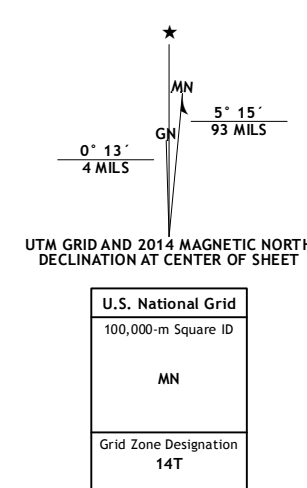 ★
MN
GN
5° 15´
93 MILS
0° 13´
4 MILS
UTM GRID AND 2014 MAGNETIC NORTH
DECLINATION AT CENTER OF SHEET
U.S. National Grid
100,000-m Square ID
MN
Grid Zone Designation
14T